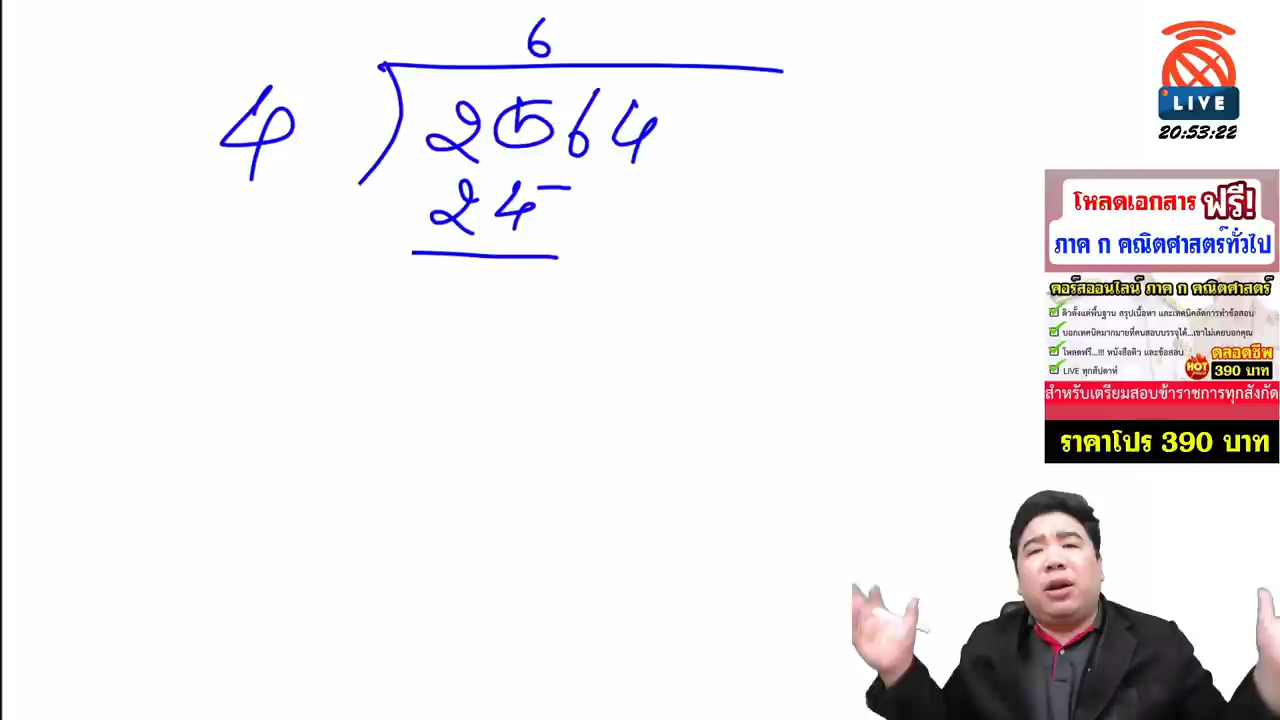 6
4 ) 2564
24 -
LIVE
20:53:22
โหลดเอกสาร ฟรี!
ภาค ก คณิตศาสตร์ทั่วไป
คอร์สออนไลน์ ภาค ก คณิตศาสตร์
ติวตั้งแต่พื้นฐาน สรุปเนื้อหา และเทคนิคลัดการทำข้อสอบ
บอกเทคนิคมากมายที่คนสอบบรรจุได้...เขาไม่เคยบอกคุณ
โหลดฟรี...!!! หนังสือติว และข้อสอบ
LIVE ทุกสัปดาห์
HOT
ตลอดชีพ
390 บาท
สำหรับเตรียมสอบข้าราชการทุกสังกัด
ราคาโปร 390 บาท